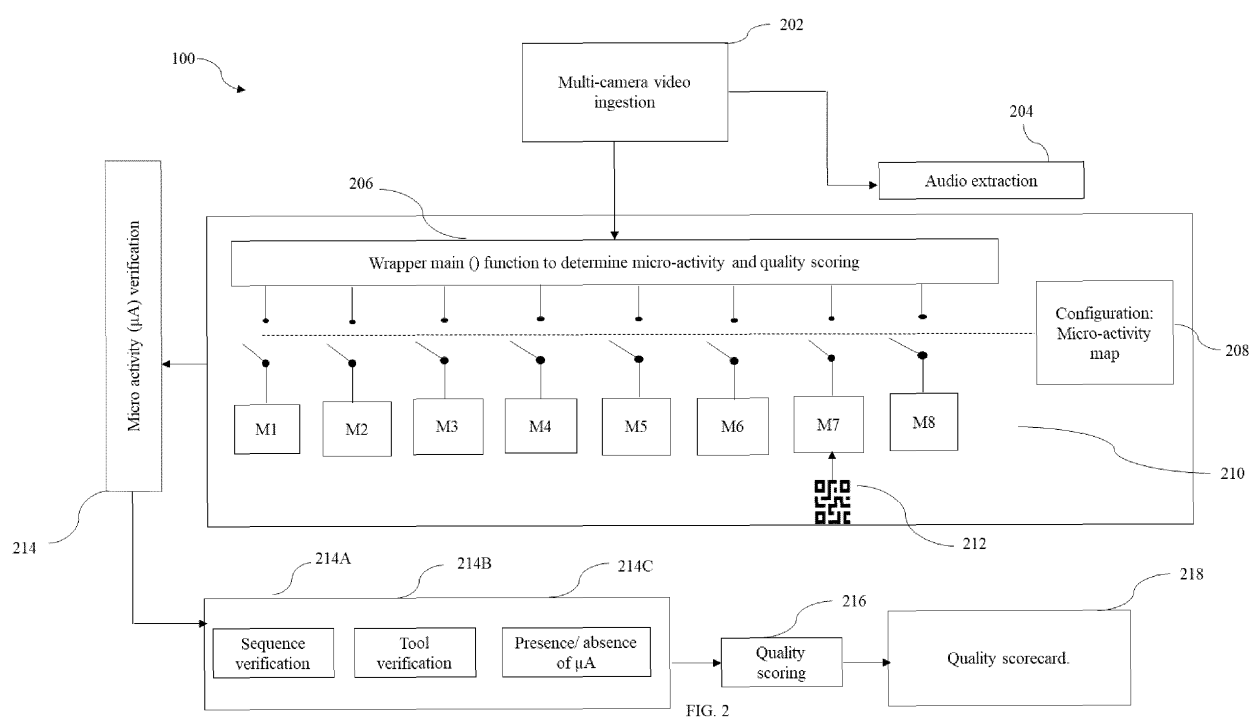 202
100
Multi-camera video
ingestion
204
Audio extraction
206
Wrapper main () function to determine micro-activity and quality scoring
Micro activity (µA) verification
Configuration:
Micro-activity
map
208
M1
M2
M3
M4
M5
M6
M7
M8
210
212
214
214A
214B
214C
216
218
Sequence
verification
Tool
verification
Presence/ absence
of µA
Quality
scoring
Quality scorecard.
FIG. 2